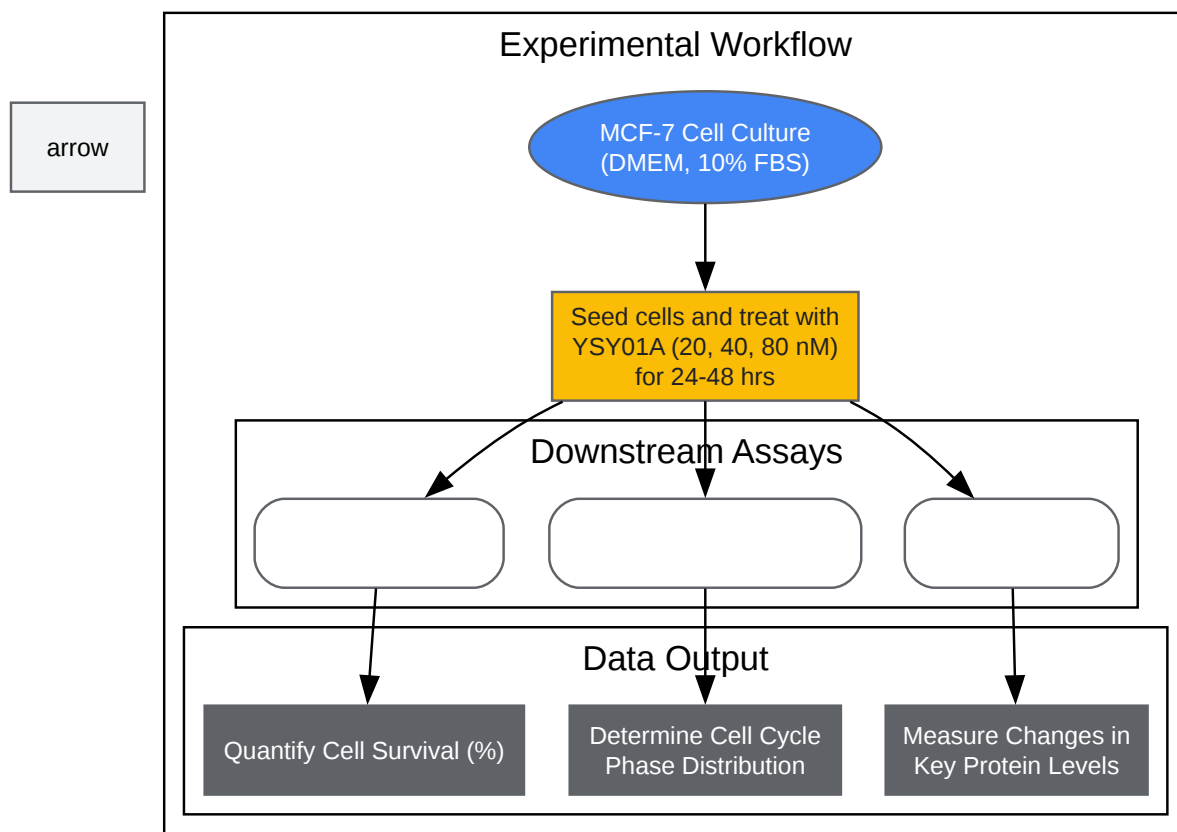 Experimental Workflow
arrow
MCF-7 Cell Culture
(DMEM, 10% FBS)
Seed cells and treat with
YSY01A (20, 40, 80 nM)
for 24-48 hrs
Downstream Assays
Data Output
Quantify Cell Survival (%)
Determine Cell Cycle
Phase Distribution
Measure Changes in
Key Protein Levels